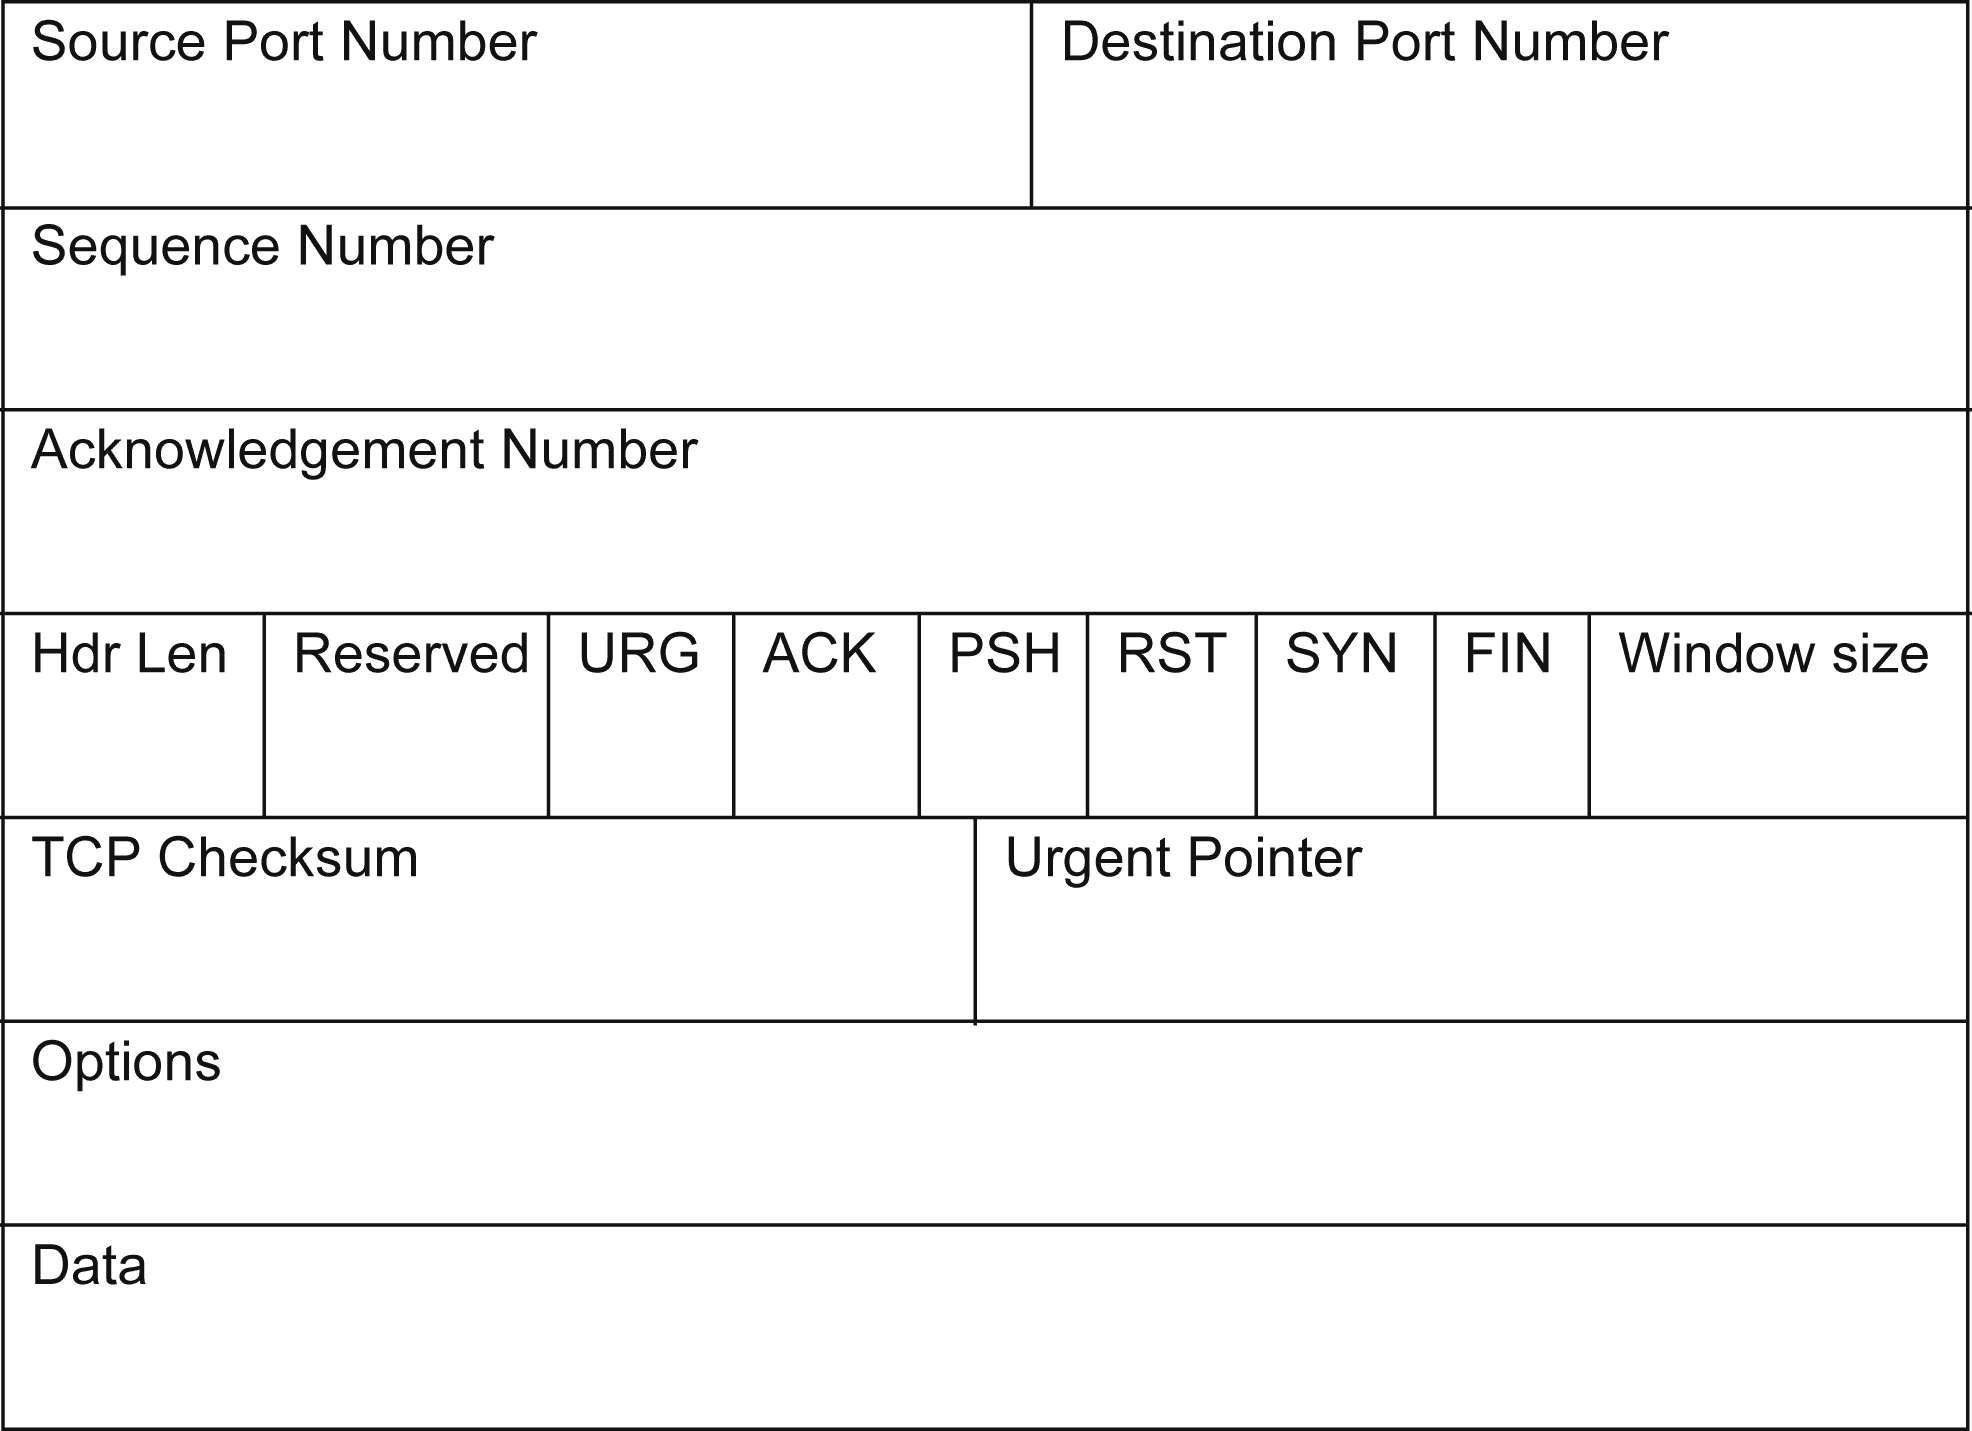 Source Port Number Destination Port Number
Sequence Number
Acknowledgement Number
Hdr Len Reserved URG ACK PSH RST SYN FIN Window size
TCP Checksum Urgent Pointer
Options
Data